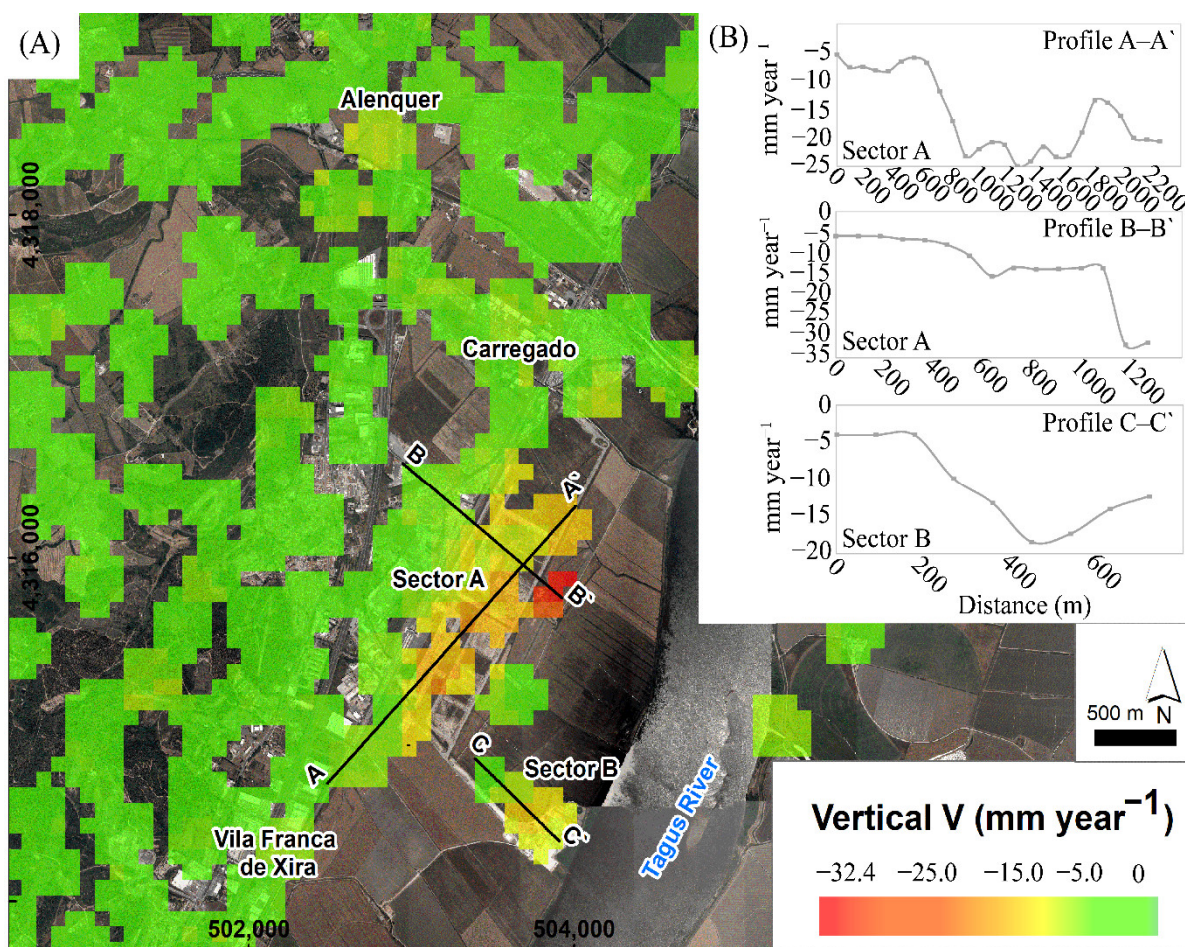 (A)
Alenquer
4,318,000
Carregado
B
A`
4,316,000
Sector A
B`
A
C
Sector B
C`
Vila Franca
de Xira
Tagus River
502,000
504,000
(B)
Profile A–A`
mm year⁻¹
−5
−10
−15
−20
−25
Sector A
0
200
400
600
800
1000
1200
1400
1600
1800
2000
2200
Profile B–B`
mm year⁻¹
0
−5
−10
−15
−20
−25
−30
−35
Sector A
0
200
400
600
800
1000
1200
Profile C–C`
mm year⁻¹
0
−5
−10
−15
−20
Sector B
0
200
400
600
Distance (m)
500 m
N
Vertical V (mm year⁻¹)
-32.4 -25.0 -15.0 -5.0 0